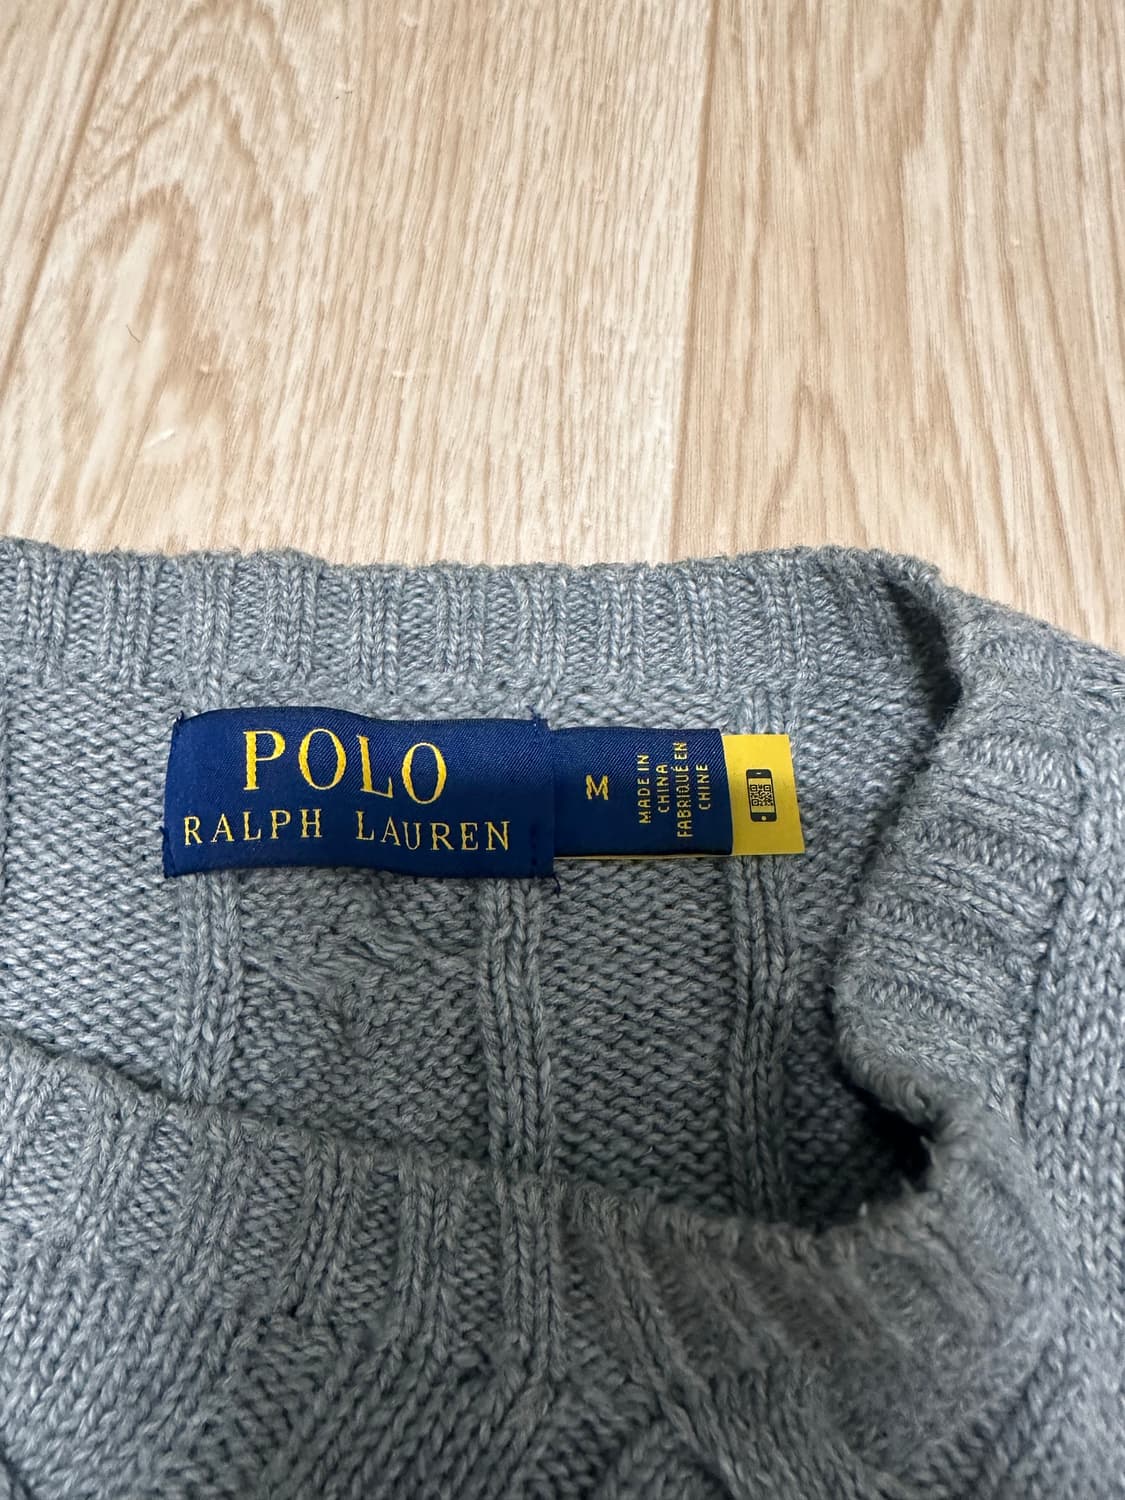 POLO
RALPH LAUREN
M
MADE IN
CHINA
FABRIQUÉ EN
CHINE